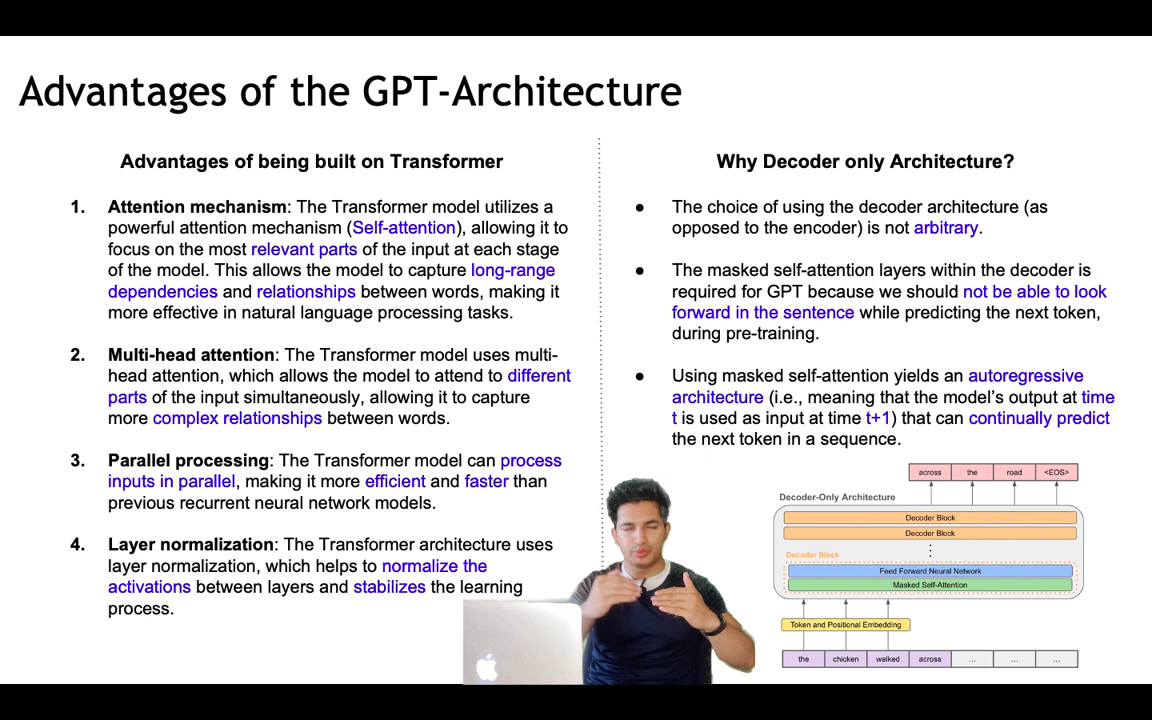 Advantages of the GPT-Architecture
Advantages of being built on Transformer
1. Attention mechanism: The Transformer model utilizes a
powerful attention mechanism (Self-attention), allowing it to
focus on the most relevant parts of the input at each stage
of the model. This allows the model to capture long-range
dependencies and relationships between words, making it
more effective in natural language processing tasks.
2. Multi-head attention: The Transformer model uses multi-
head attention, which allows the model to attend to different
parts of the input simultaneously, allowing it to capture
more complex relationships between words.
3. Parallel processing: The Transformer model can process
inputs in parallel, making it more efficient and faster than
previous recurrent neural network models.
4. Layer normalization: The Transformer architecture uses
layer normalization, which helps to normalize the
activations between layers and stabilizes the learning
process.
Why Decoder only Architecture?
● The choice of using the decoder architecture (as
opposed to the encoder) is not arbitrary.
● The masked self-attention layers within the decoder is
required for GPT because we should not be able to look
forward in the sentence while predicting the next token,
during pre-training.
● Using masked self-attention yields an autoregressive
architecture (i.e., meaning that the model's output at time
t is used as input at time t+1) that can continually predict
the next token in a sequence.
across the road <EOS>
Decoder-Only Architecture
Decoder Block
Decoder Block
Decoder Block
Feed Forward Neural Network
Masked Self-Attention
Token and Positional Embedding
the chicken walked across ... ... ...